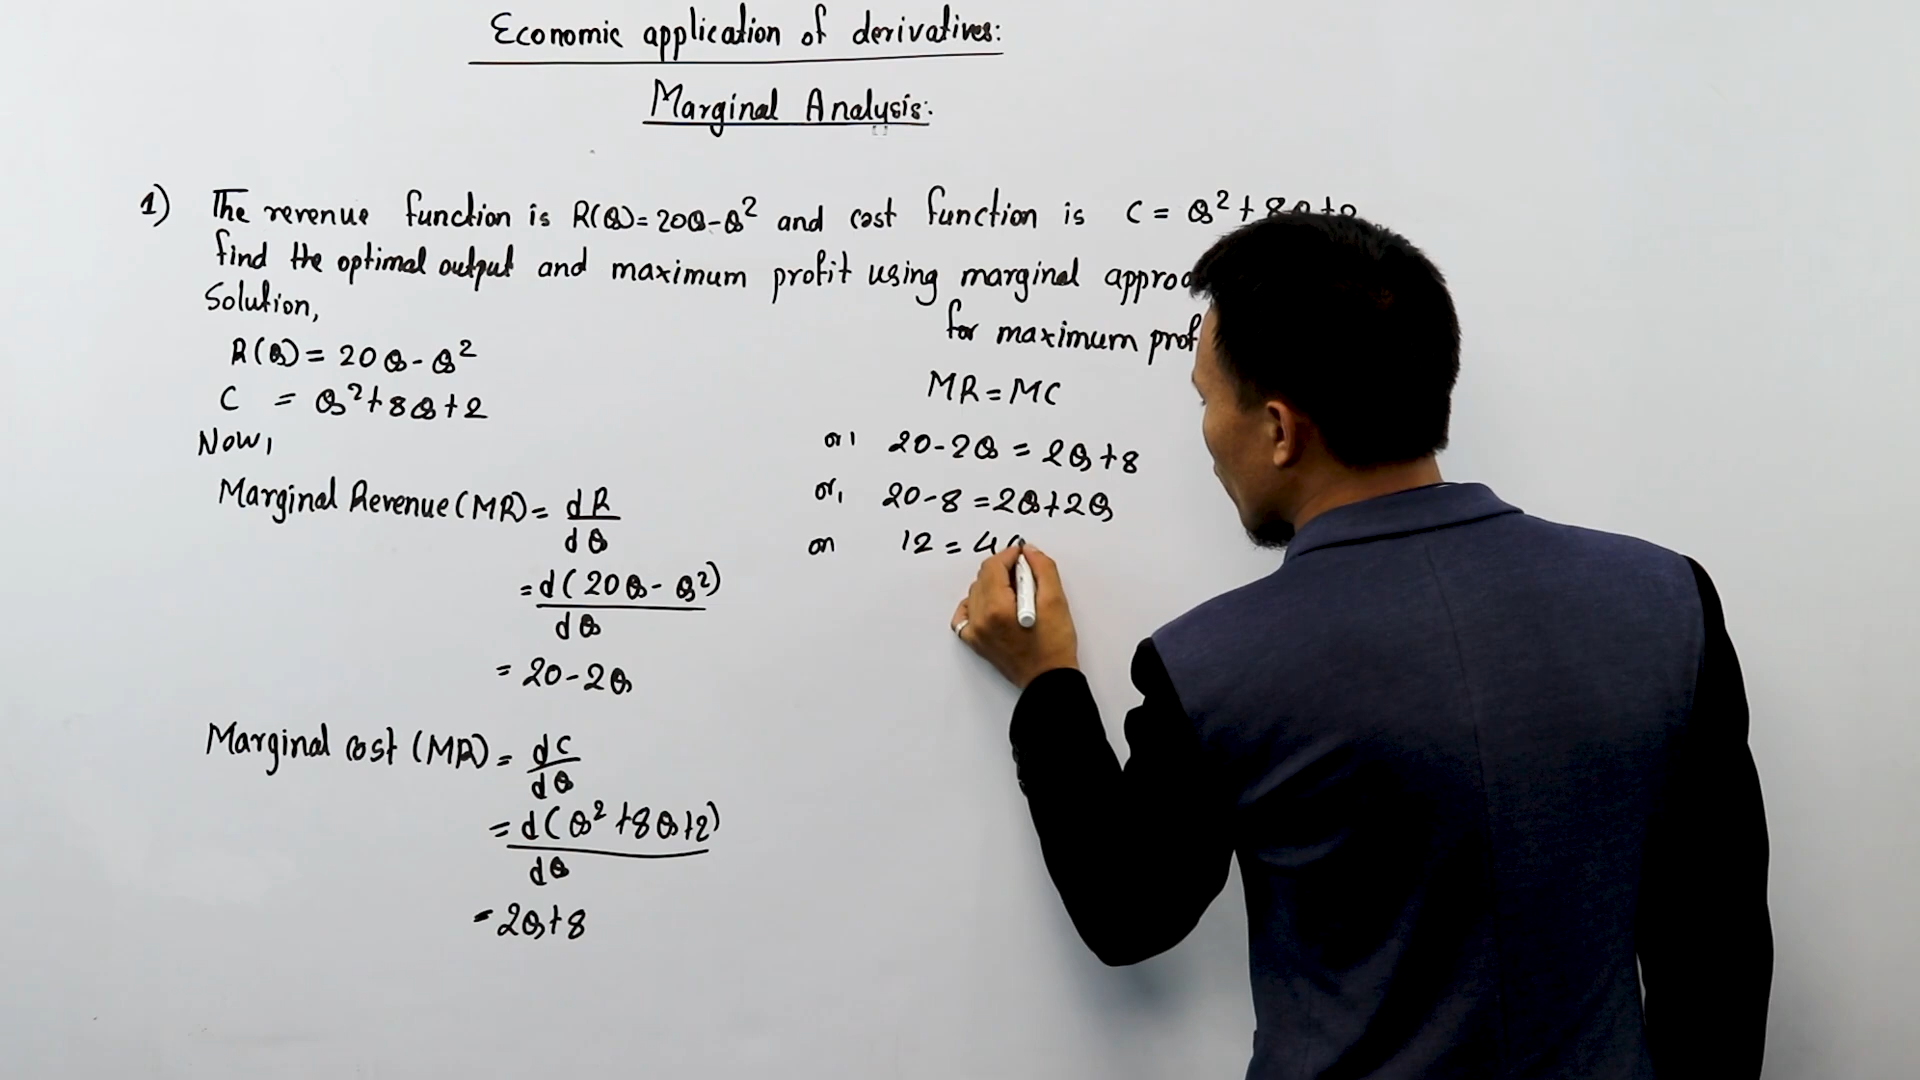 Economic application of derivatives:
Marginal Analysis:
1) The revenue function is R(Q)=20Q-Q² and cost function is C = Q²+8Q+2
find the optimal output and maximum profit using marginal
Solution,
R(Q) = 20Q-Q²
C = Q²+8Q+2
Now,
Marginal Revenue (MR) = dR
dQ
= d(20Q-Q²)
dQ
= 20-2Q
Marginal cost (MR) = dC
dQ
= d(Q²+8Q+2)
dQ
= 2Q+8
for maximum
MR=MC
or, 20-2Q = 2Q+8
or, 20-8 = 2Q+2Q
or 12 = 4